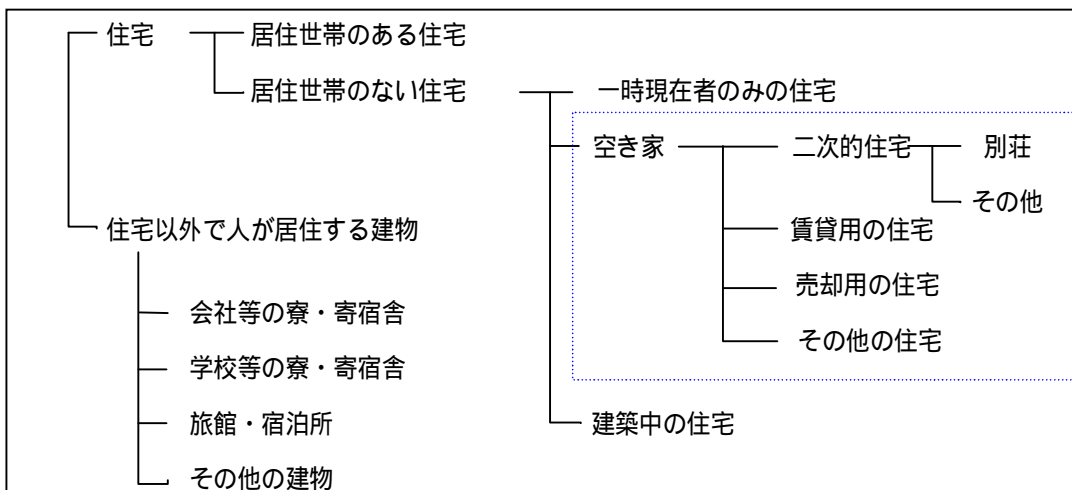 住宅 居住世帯のある住宅
居住世帯のない住宅 一時現在者のみの住宅
空き家 二次的住宅 別荘
その他
住宅以外で人が居住する建物 賃貸用の住宅
売却用の住宅
会社等の寮・寄宿舎
その他の住宅
学校等の寮・寄宿舎
旅館・宿泊所 建築中の住宅
その他の建物